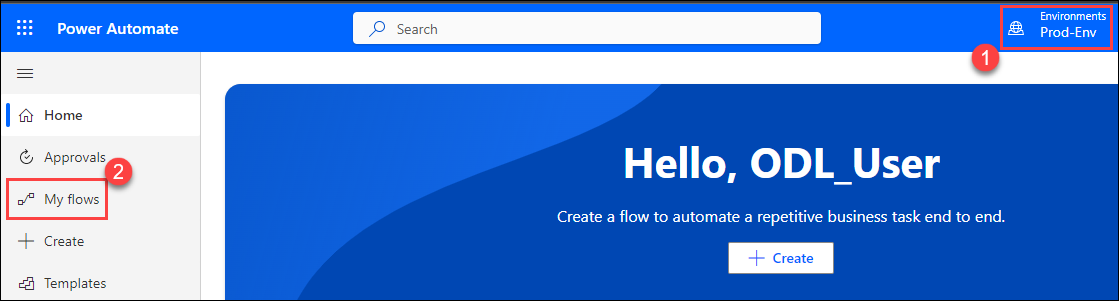 Power Automate
Search
Environments
Prod-Env
1
Home
Approvals
2
My flows
Create
Templates
Hello, ODL_User
Create a flow to automate a repetitive business task end to end.
Create